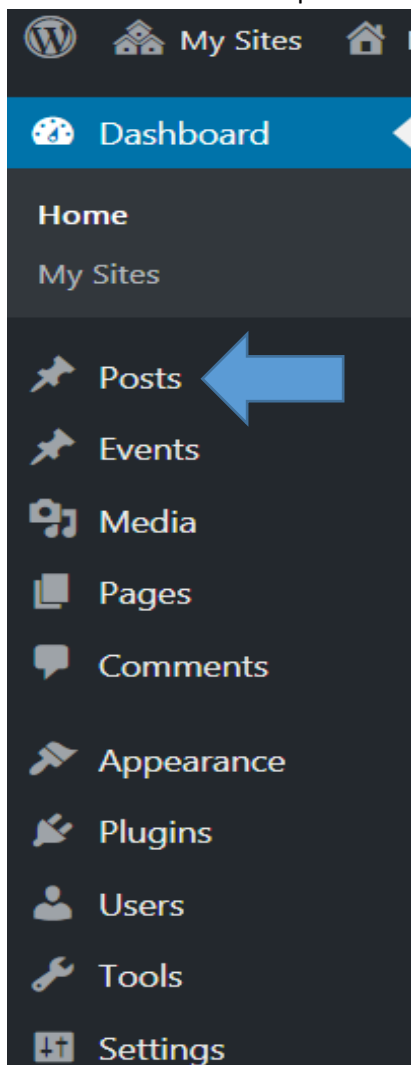 My Sites
Dashboard
Home
My Sites
Posts
Events
Media
Pages
Comments
Appearance
Plugins
Users
Tools
Settings